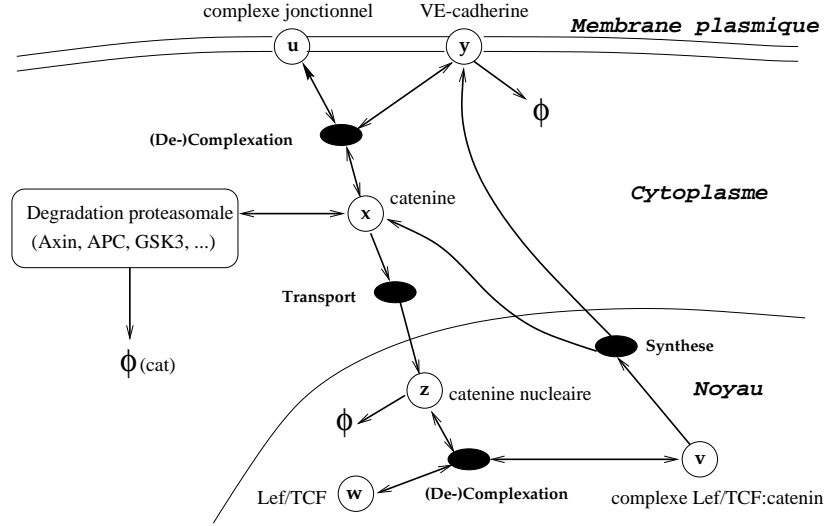 complexe jonctionnel
VE-cadherine
Membrane plasmique
u
y
ϕ
(De-)Complexation
Cytoplasme
catenine
x
Degradation proteasomale
(Axin, APC, GSK3, ...)
Transport
Synthese
ϕ (cat)
Noyau
z
catenine nucleaire
ϕ
v
w
Lef/TCF
(De-)Complexation
complexe Lef/TCF:catenin